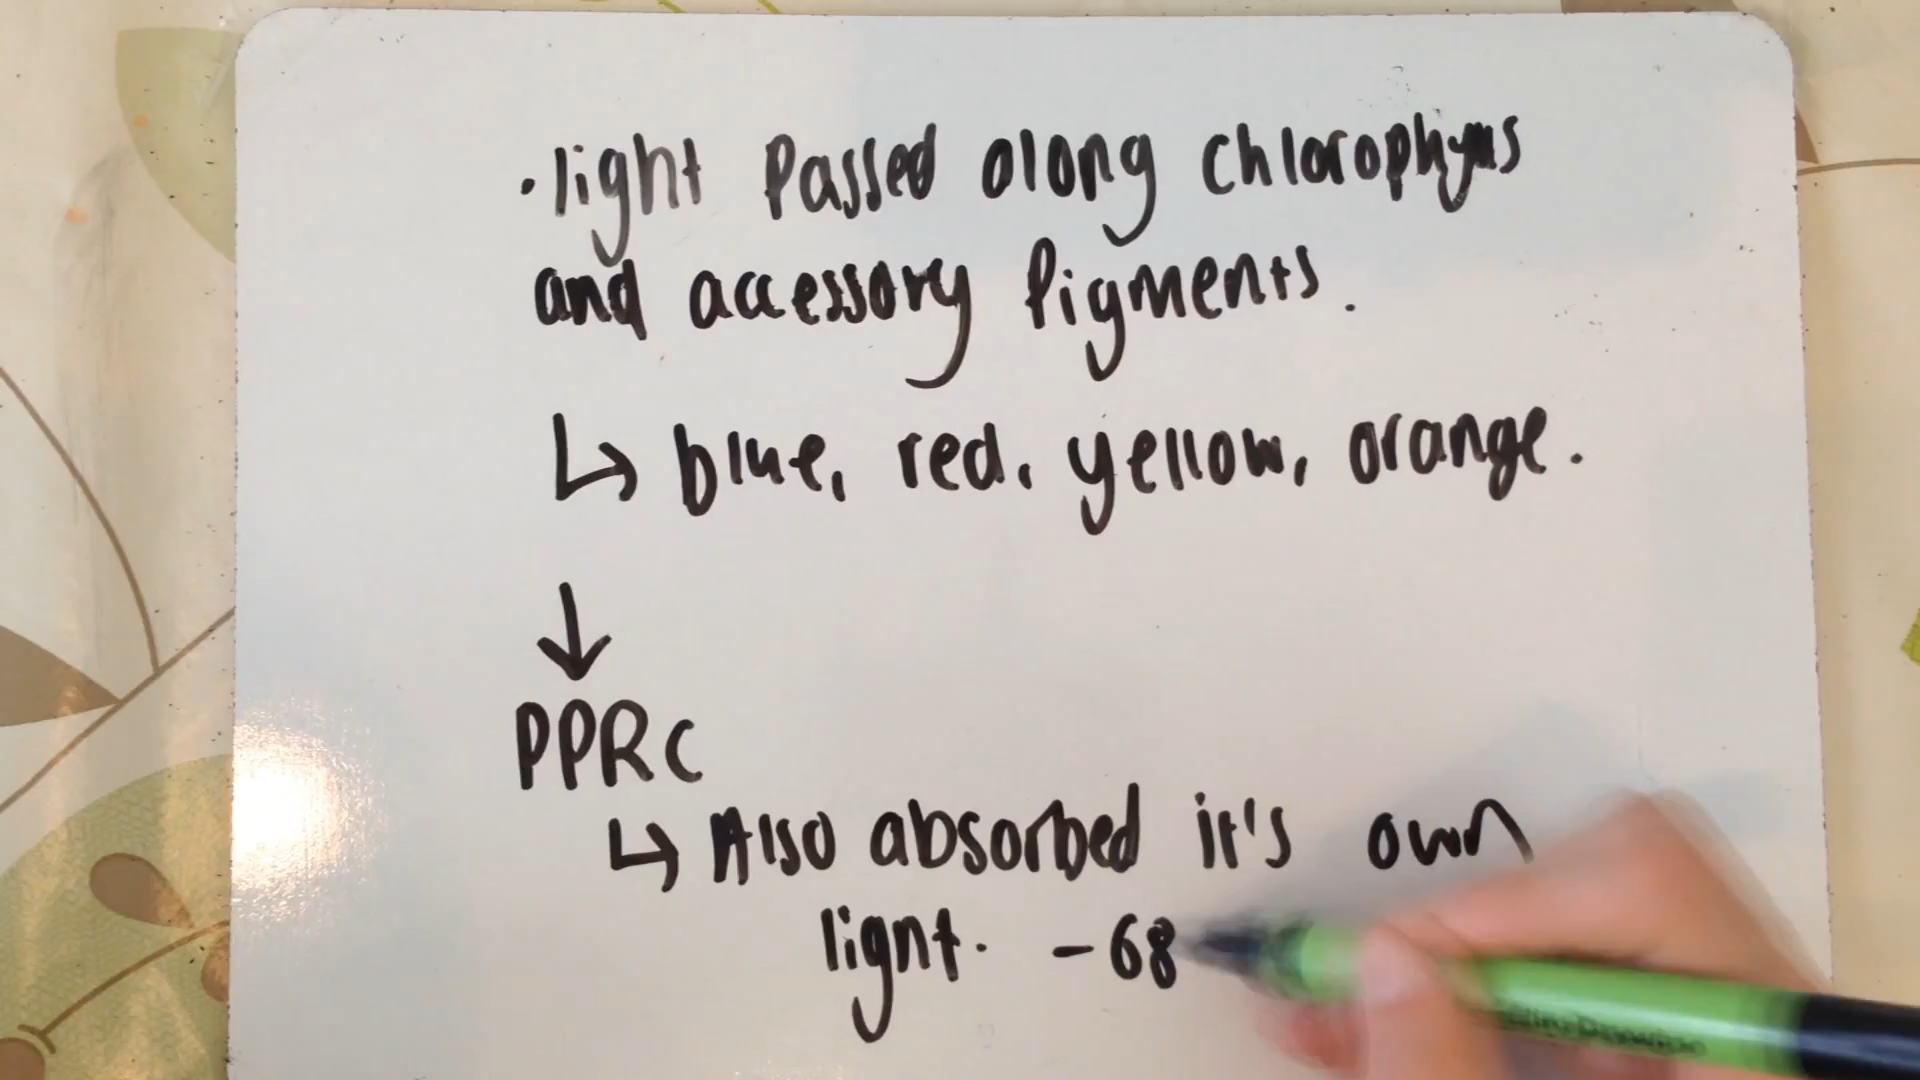 ·light Passed along chlorophylls
and accessory pigments.
↳ blue, red, yellow, orange.
↓
PPRC
↳ Also absorbed it's own
light. - 68